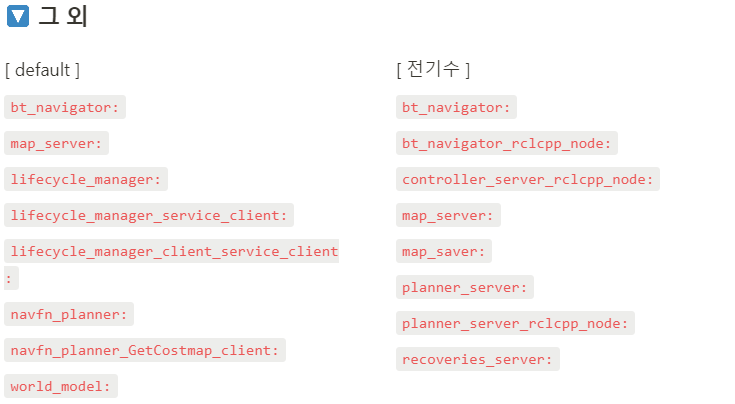 그 외
[ default ]
bt_navigator:
map_server:
lifecycle_manager:
lifecycle_manager_service_client:
lifecycle_manager_client_service_client
:
navfn_planner:
navfn_planner_GetCostmap_client:
world_model:
[ 전기수 ]
bt_navigator:
bt_navigator_rclcpp_node:
controller_server_rclcpp_node:
map_server:
map_saver:
planner_server:
planner_server_rclcpp_node:
recoveries_server: